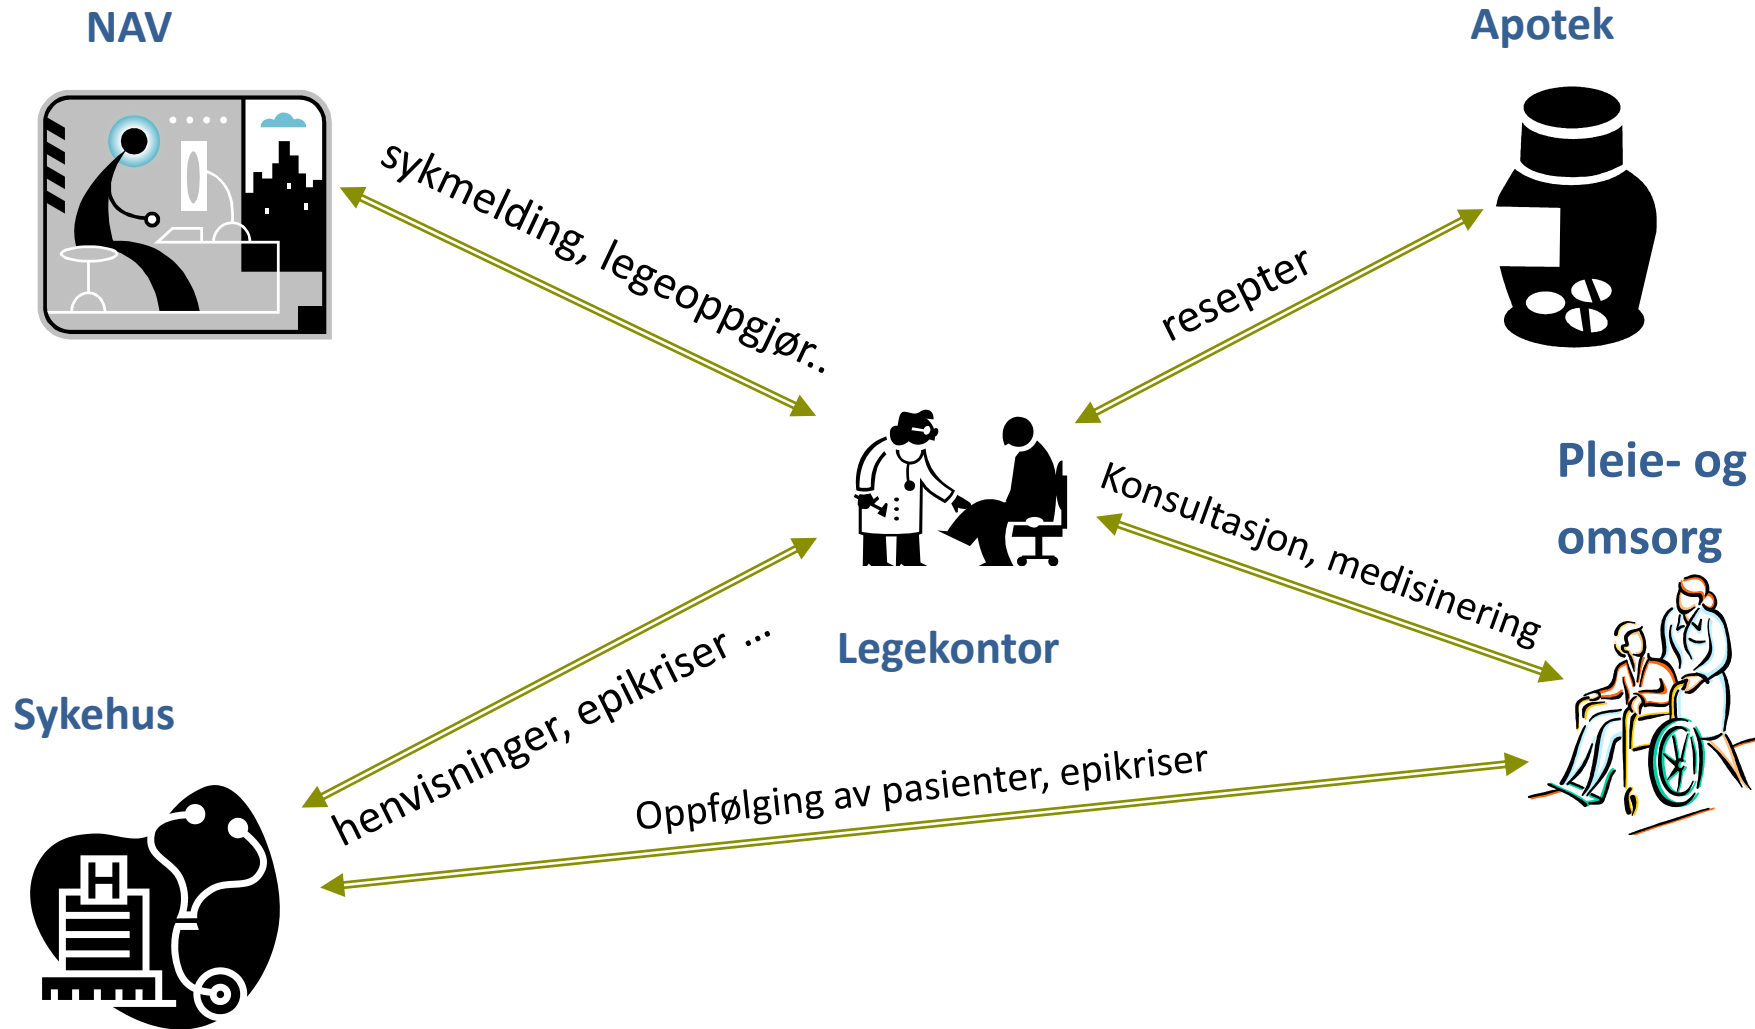 NAV
Apotek
sykmelding, legeoppgjør..
resepter
Pleie- og
omsorg
Konsultasjon, medisinering
Legekontor
henvisninger, epikriser ...
Sykehus
Oppfølging av pasienter, epikriser
H